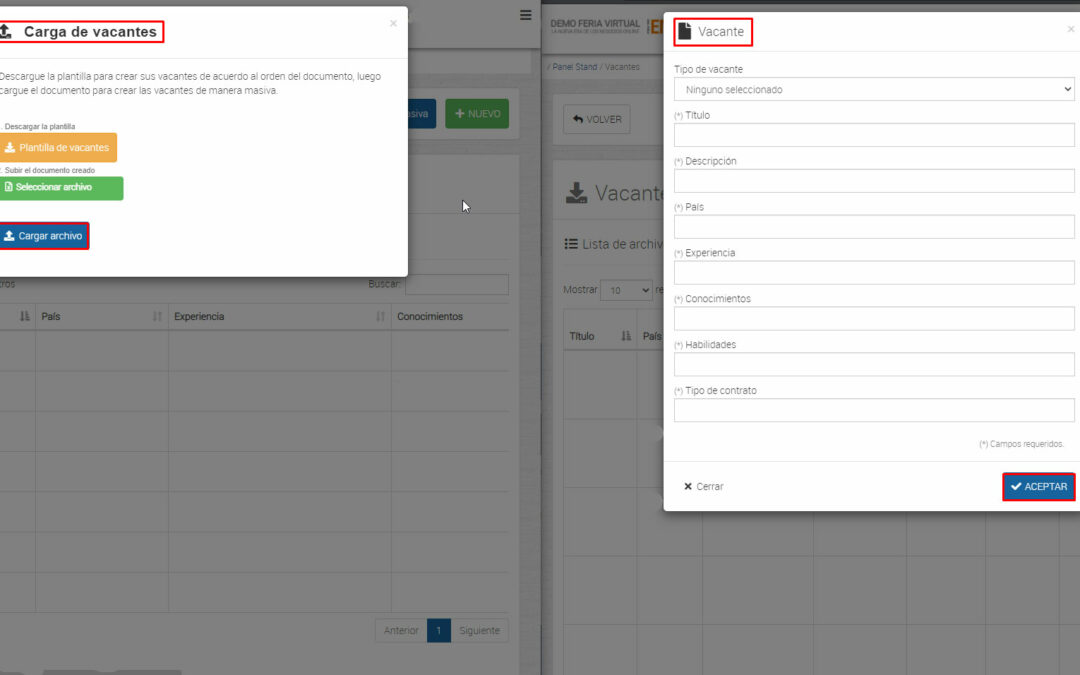 Carga de vacantes
×
Descargue la plantilla para crear sus vacantes de acuerdo al orden del documento, luego
cargue el documento para crear las vacantes de manera masiva.
. Descargar la plantilla
Plantilla de vacantes
. Subir el documento creado
Seleccionar archivo
Cargar archivo
asiva
NUEVO
tros
Buscar:
País
Experiencia
Conocimientos
Anterior
1
Siguiente
DEMO FERIA VIRTUAL
LA NUEVA ERA DE LOS NEGOCIOS ONLINE
/ Panel Stand / Vacantes
VOLVER
Vacante
Lista de archiv
Mostrar 10 re
Título
País
Vacante
×
Tipo de vacante
Ninguno seleccionado
(*) Título
(*) Descripción
(*) País
(*) Experiencia
(*) Conocimientos
(*) Habilidades
(*) Tipo de contrato
(*) Campos requeridos.
Cerrar
ACEPTAR